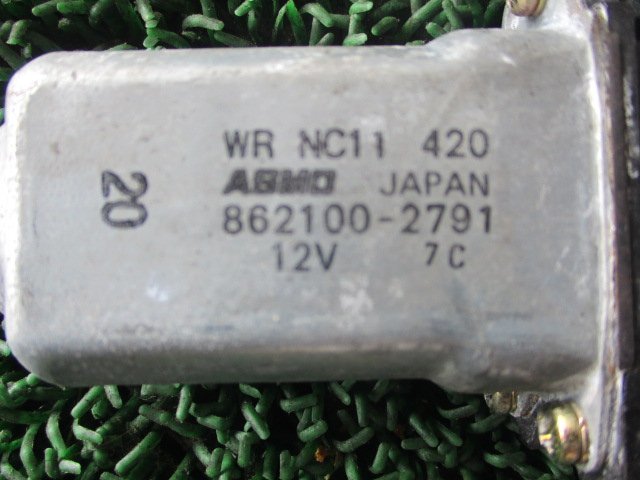 WR NC11 420
ASMO JAPAN
862100-2791
12V 7C
20